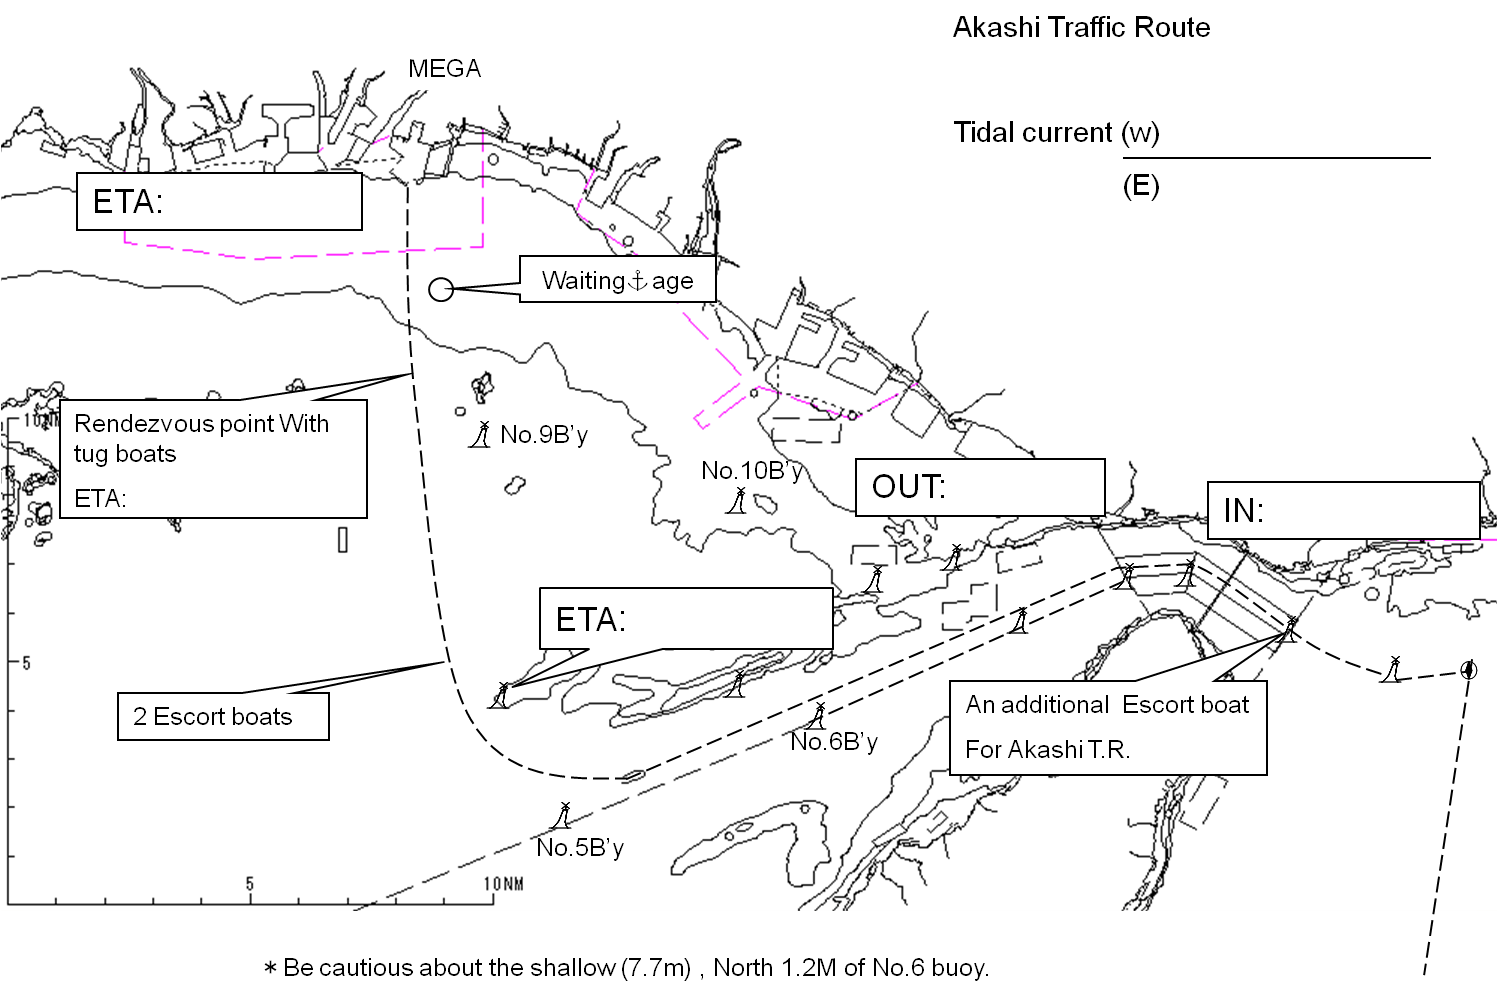 Akashi Traffic Route
MEGA
Tidal current (w)
(E)
ETA:
Waiting⚓age
10NM
Rendezvous point With
tug boats
ETA:
No.9B'y
No.10B'y
OUT:
IN:
ETA:
5
2 Escort boats
An additional Escort boat
For Akashi T.R.
No.6B'y
No.5B'y
5
10NM
* Be cautious about the shallow (7.7m) , North 1.2M of No.6 buoy.